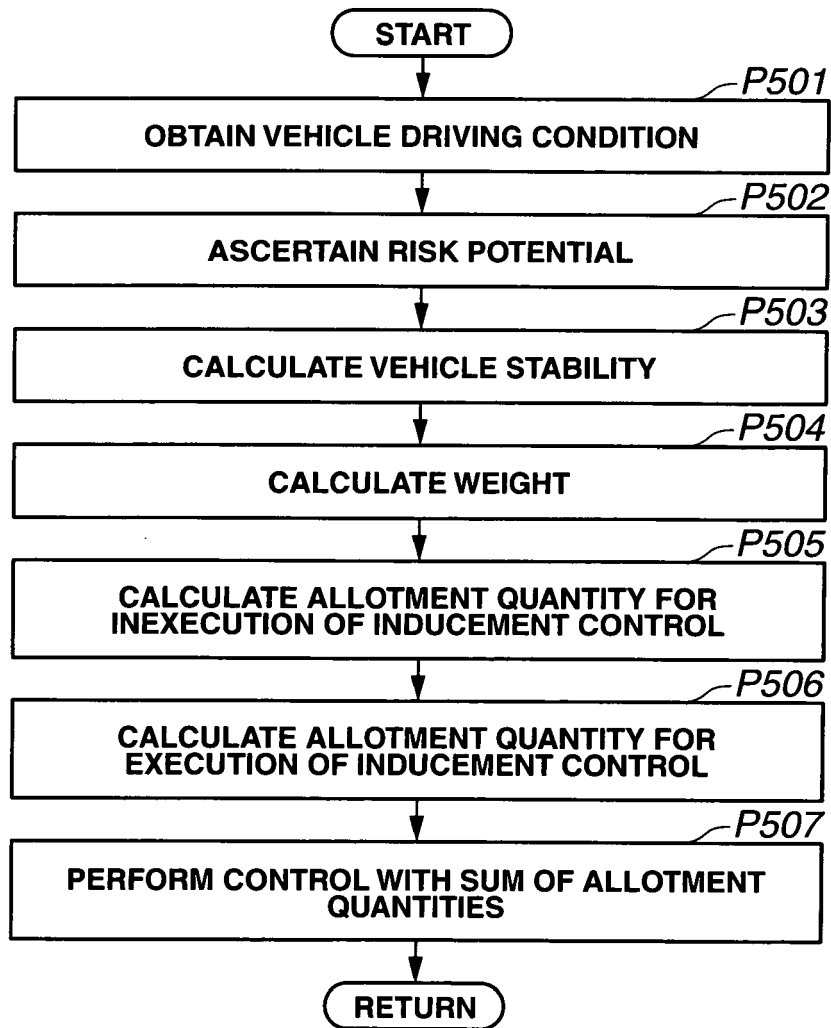 START
P501
OBTAIN VEHICLE DRIVING CONDITION
P502
ASCERTAIN RISK POTENTIAL
P503
CALCULATE VEHICLE STABILITY
P504
CALCULATE WEIGHT
P505
CALCULATE ALLOTMENT QUANTITY FOR
INEXECUTION OF INDUCEMENT CONTROL
P506
CALCULATE ALLOTMENT QUANTITY FOR
EXECUTION OF INDUCEMENT CONTROL
P507
PERFORM CONTROL WITH SUM OF ALLOTMENT
QUANTITIES
RETURN